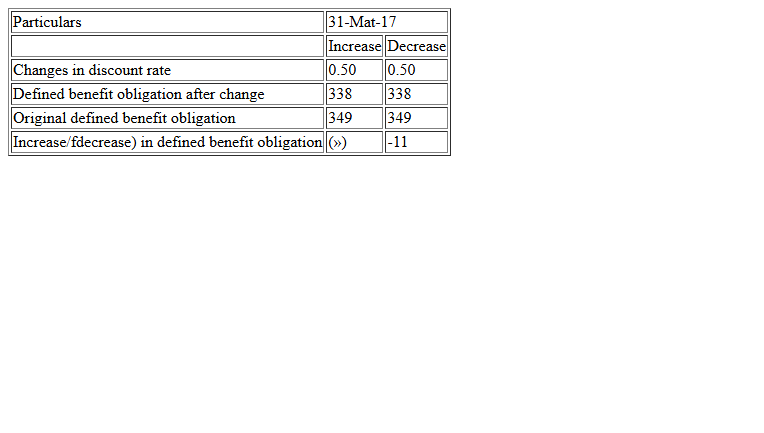 Particulars 31-Mat-17
Increase Decrease
Changes in discount rate 0.50 0.50
Defined benefit obligation after change 338 338
Original defined benefit obligation 349 349
Increase/fdecrease) in defined benefit obligation (») -11